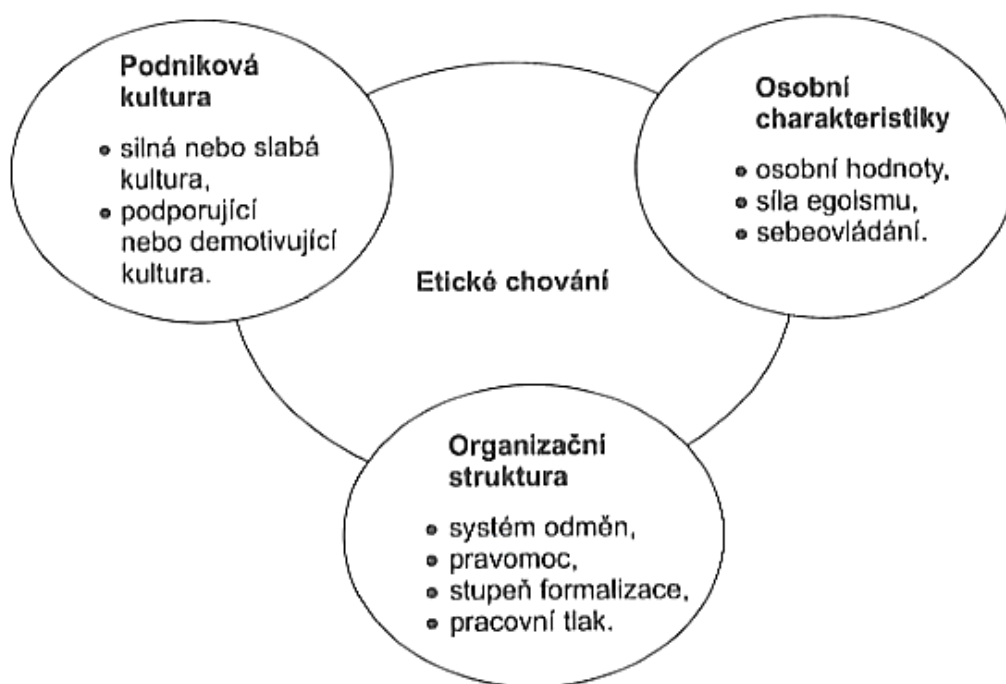 Podniková
kultura
• silná nebo slabá
kultura,
• podporující
nebo demotivující
kultura.
Osobní
charakteristiky
• osobní hodnoty,
• síla egoismu,
• sebeovládání.
Etické chování
Organizační
struktura
• systém odměn,
• pravomoc,
• stupeň formalizace,
• pracovní tlak.